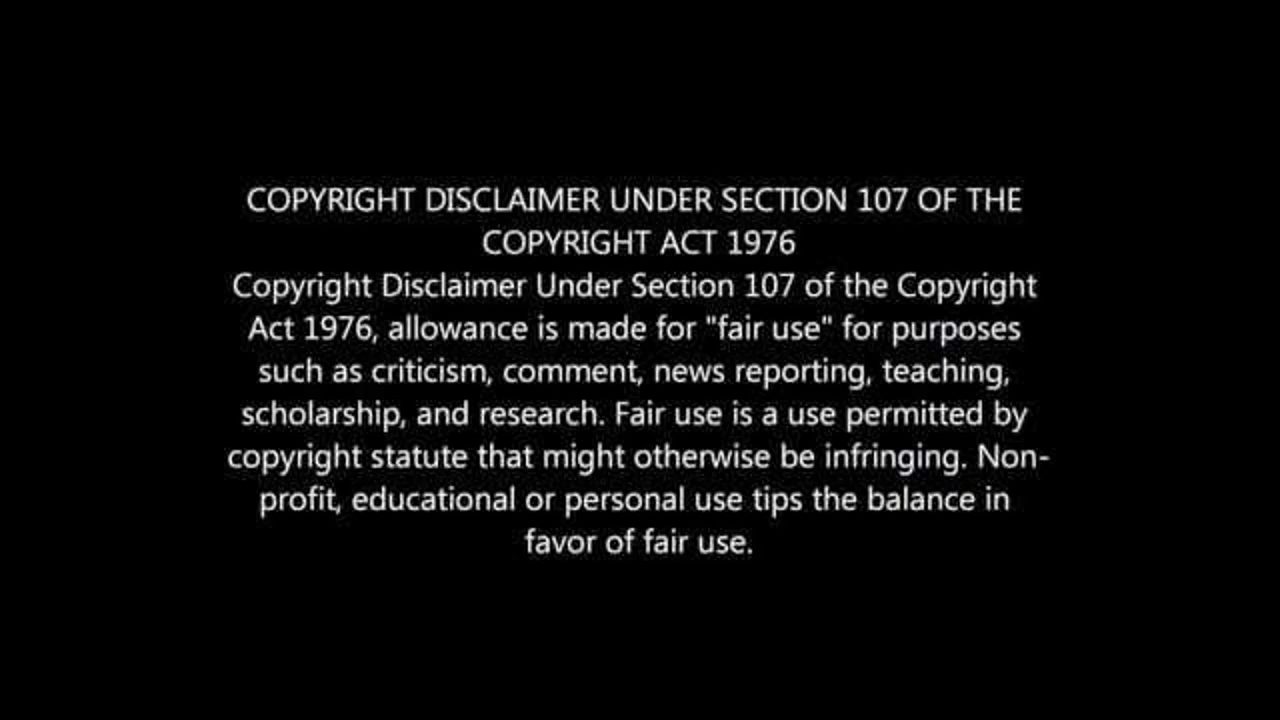 COPYRIGHT DISCLAIMER UNDER SECTION 107 OF THE
COPYRIGHT ACT 1976
Copyright Disclaimer Under Section 107 of the Copyright
Act 1976, allowance is made for "fair use" for purposes
such as criticism, comment, news reporting, teaching,
scholarship, and research. Fair use is a use permitted by
copyright statute that might otherwise be infringing. Non-
profit, educational or personal use tips the balance in
favor of fair use.